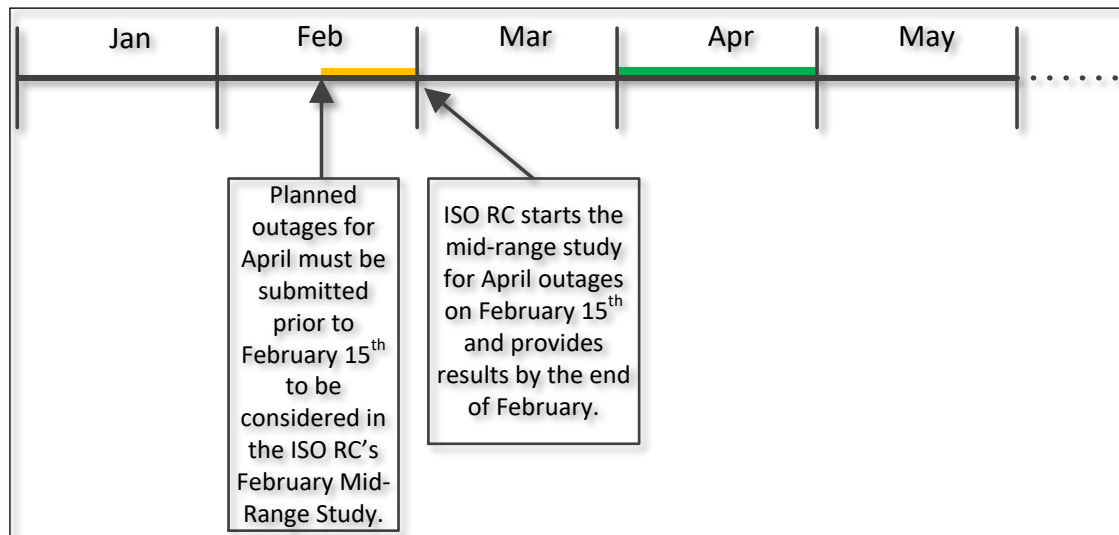 Jan Feb Mar Apr May
Planned
outages for
April must be
submitted
prior to
February 15th
to be
considered in
the ISO RC’s
February Mid-
Range Study.
ISO RC starts the
mid-range study
for April outages
on February 15th
and provides
results by the end
of February.